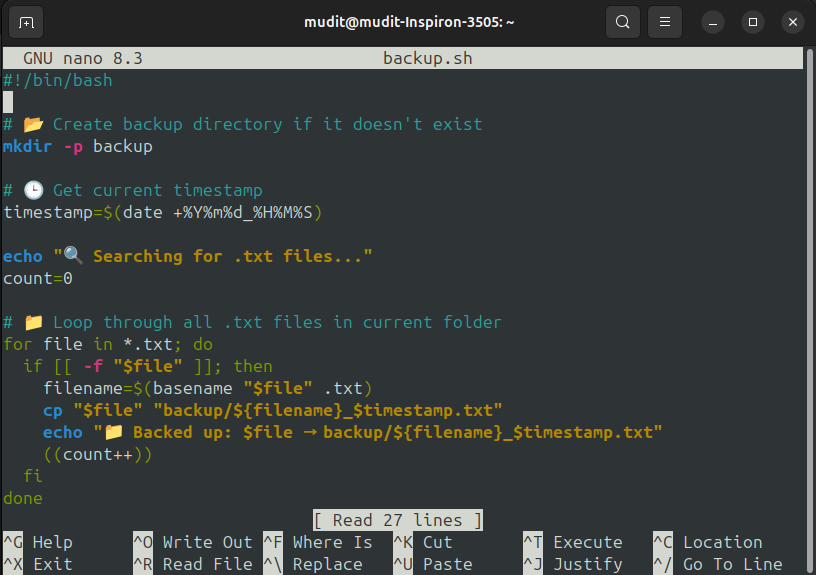 mudit@mudit-Inspiron-3505: ~
GNU nano 8.3 backup.sh
#!/bin/bash
# 📂 Create backup directory if it doesn't exist
mkdir -p backup
# 🕒 Get current timestamp
timestamp=$(date +%Y%m%d_%H%M%S)
echo "🔍 Searching for .txt files..."
count=0
# 📁 Loop through all .txt files in current folder
for file in *.txt; do
  if [[ -f "$file" ]]; then
    filename=$(basename "$file" .txt)
    cp "$file" "backup/${filename}_$timestamp.txt"
    echo "📁 Backed up: $file → backup/${filename}_$timestamp.txt"
    ((count++))
  fi
done
[ Read 27 lines ]
^G Help ^O Write Out ^F Where Is ^K Cut ^T Execute ^C Location
^X Exit ^R Read File ^\ Replace ^U Paste ^J Justify ^/ Go To Line